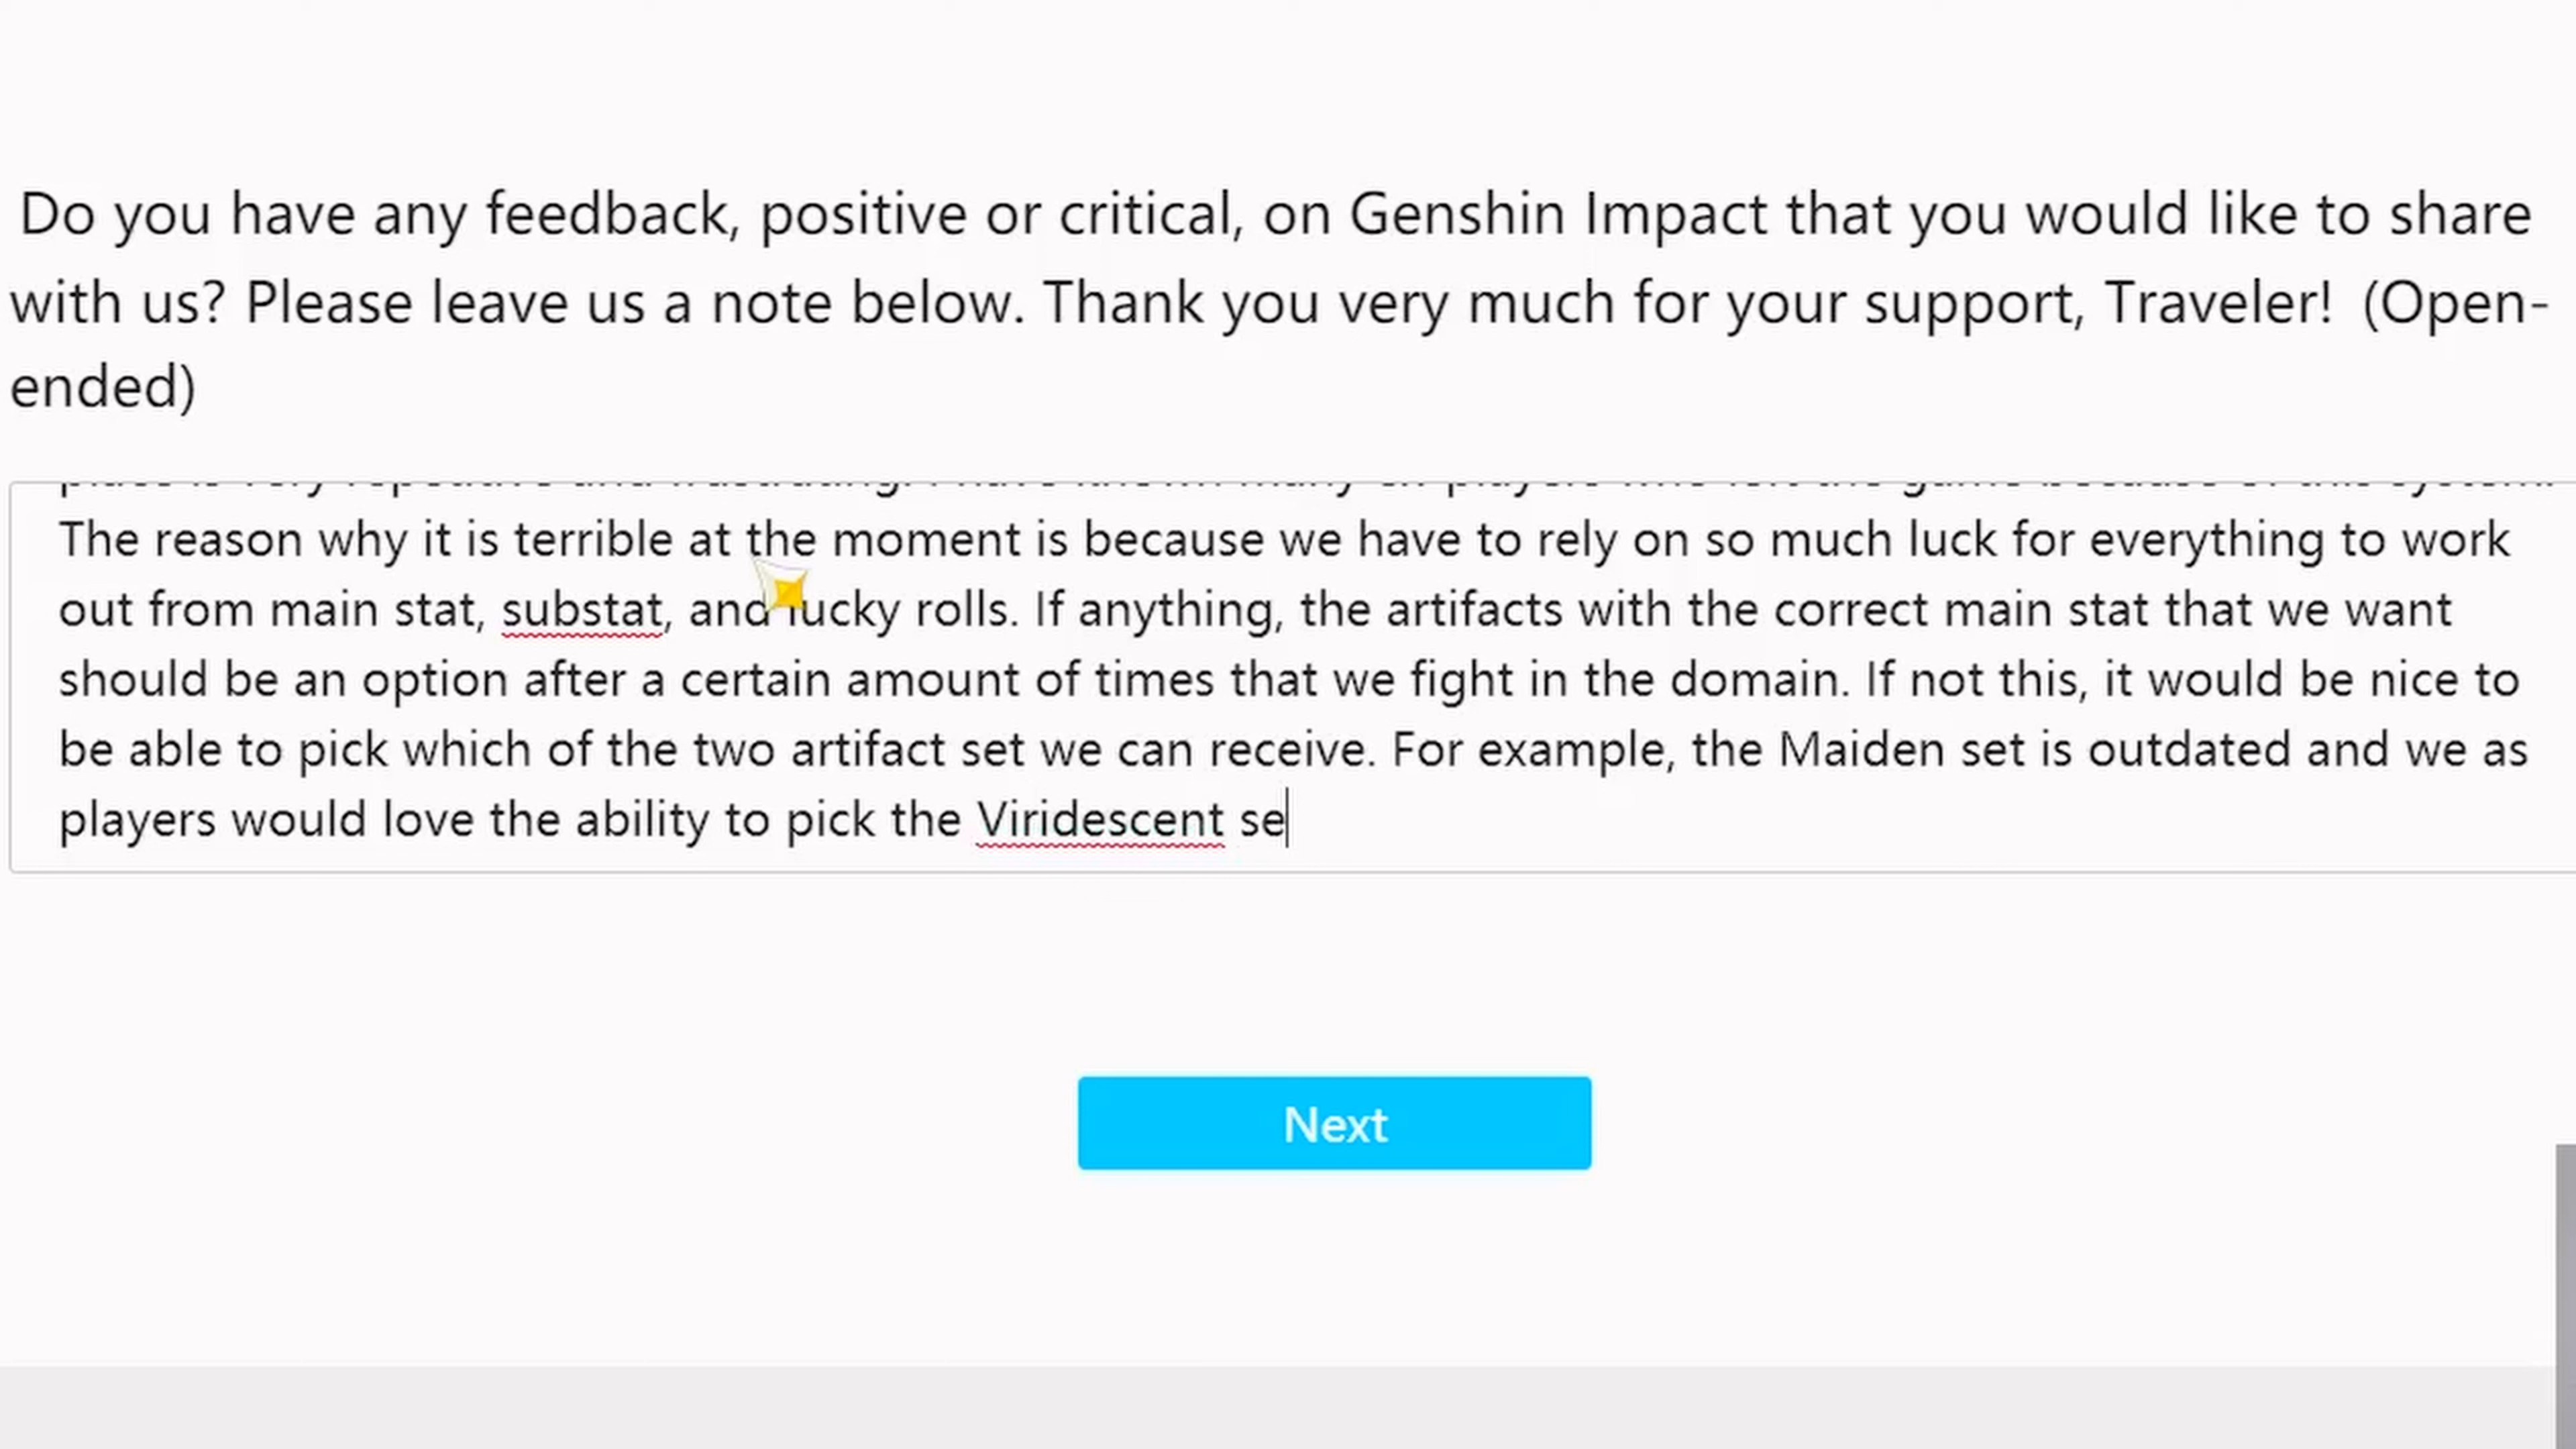 Do you have any feedback, positive or critical, on Genshin Impact that you would like to share
with us? Please leave us a note below. Thank you very much for your support, Traveler! (Open-
ended)
The reason why it is terrible at the moment is because we have to rely on so much luck for everything to work
out from main stat, substat, and lucky rolls. If anything, the artifacts with the correct main stat that we want
should be an option after a certain amount of times that we fight in the domain. If not this, it would be nice to
be able to pick which of the two artifact set we can receive. For example, the Maiden set is outdated and we as
players would love the ability to pick the Viridescent se
Next